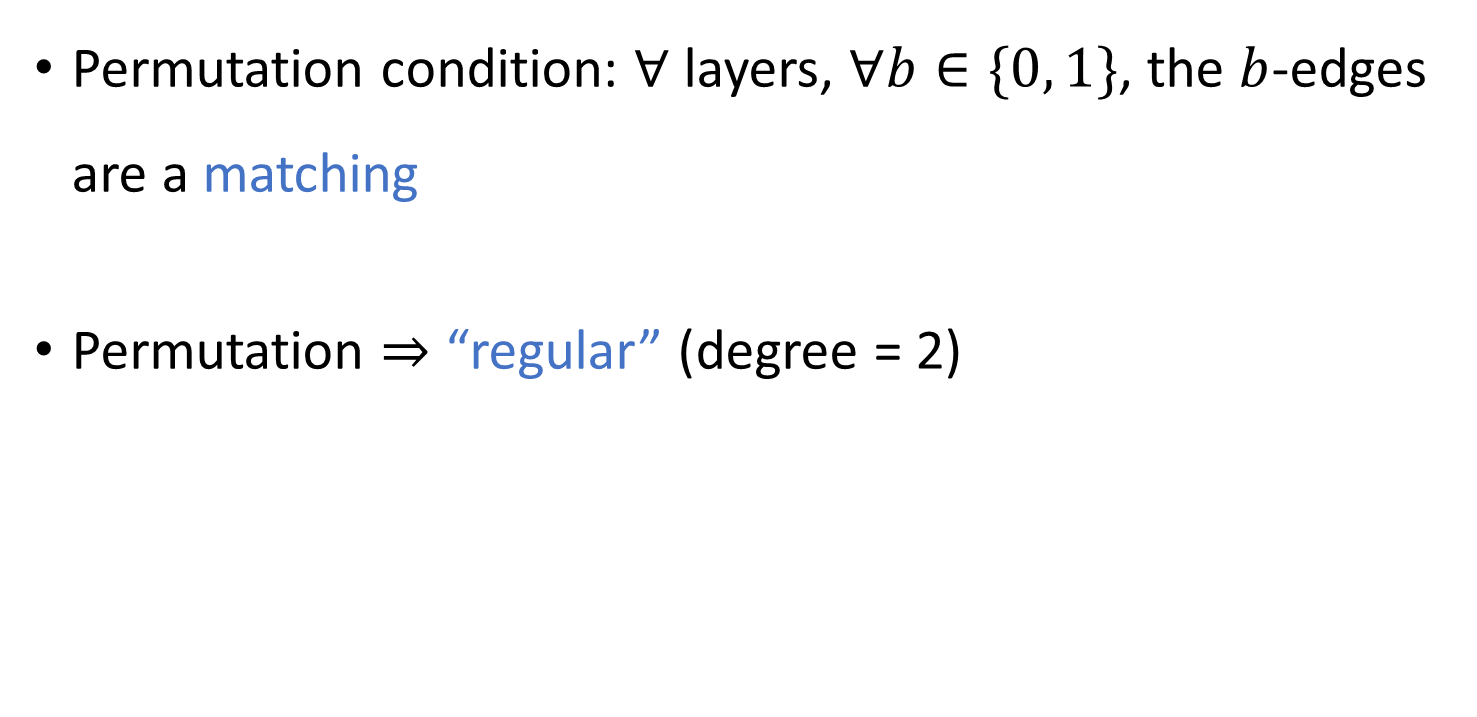 • Permutation condition: ∀ layers, ∀b ∈ {0, 1}, the b-edges
are a matching
• Permutation ⇒ “regular” (degree = 2)